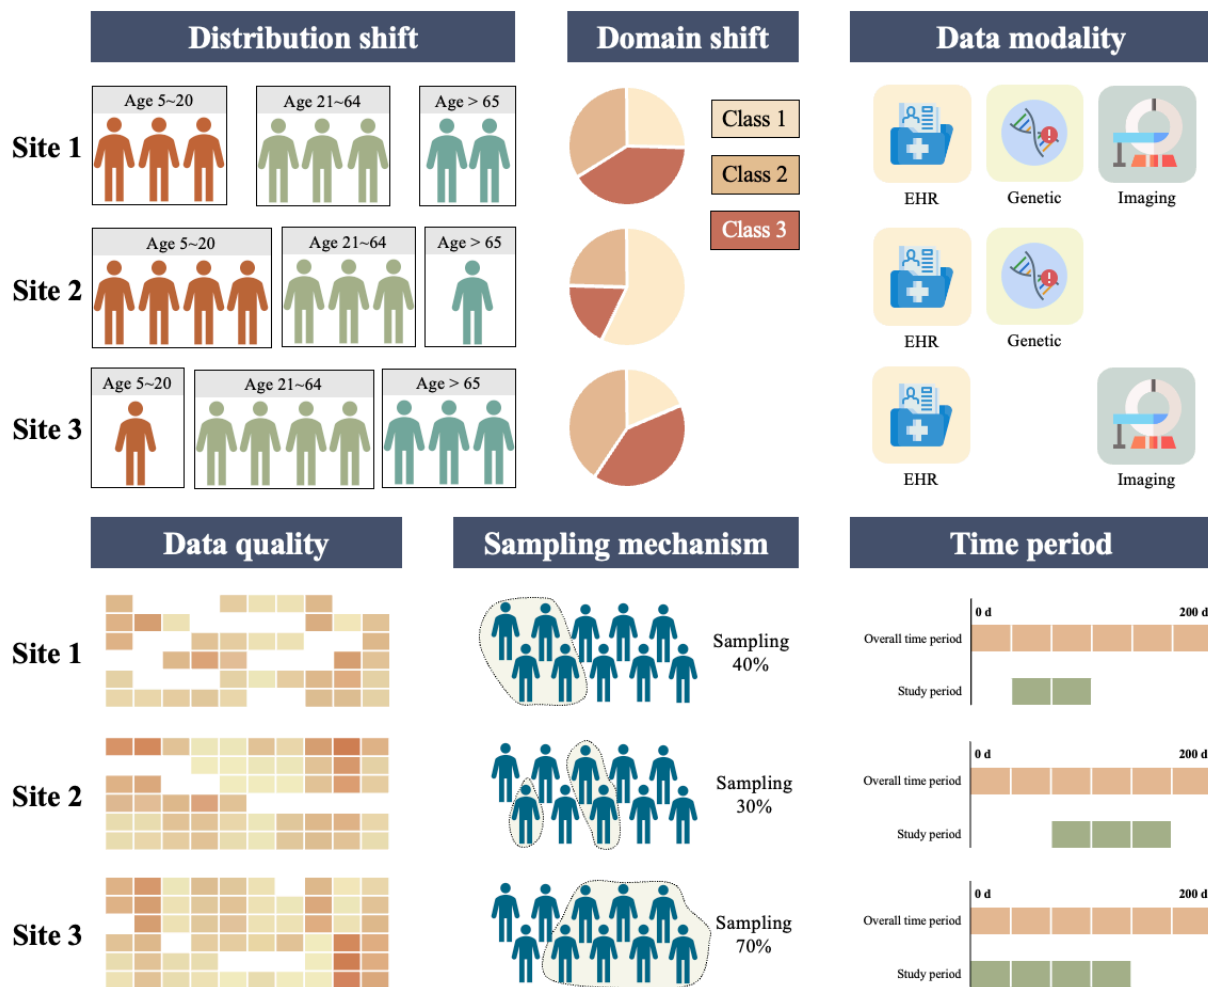 Distribution shift
Domain shift
Data modality
Site 1
Age 5~20
Age 21~64
Age > 65
Class 1
Class 2
Class 3
EHR
Genetic
Imaging
Site 2
Age 5~20
Age 21~64
Age > 65
EHR
Genetic
Site 3
Age 5~20
Age 21~64
Age > 65
EHR
Imaging
Data quality
Sampling mechanism
Time period
Site 1
Sampling
40%
0 d
200 d
Overall time period
Study period
Site 2
Sampling
30%
0 d
200 d
Overall time period
Study period
Site 3
Sampling
70%
0 d
200 d
Overall time period
Study period